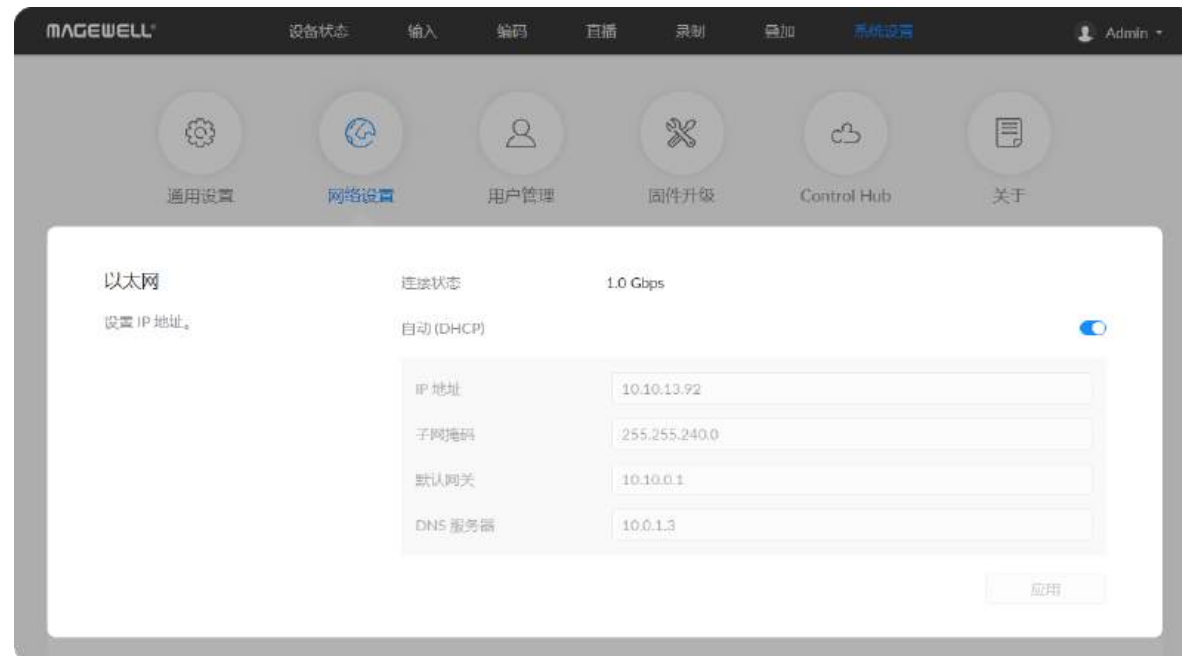 MAGEWELL®
设备状态 输入 编码 直播 录制 叠加 系统设置 Admin
通用设置 网络设置 用户管理 固件升级 Control Hub 关于
以太网
连接状态 1.0 Gbps
设置 IP 地址。
自动 (DHCP)
IP 地址 10.10.13.92
子网掩码 255.255.240.0
默认网关 10.10.0.1
DNS 服务器 10.0.1.3
应用